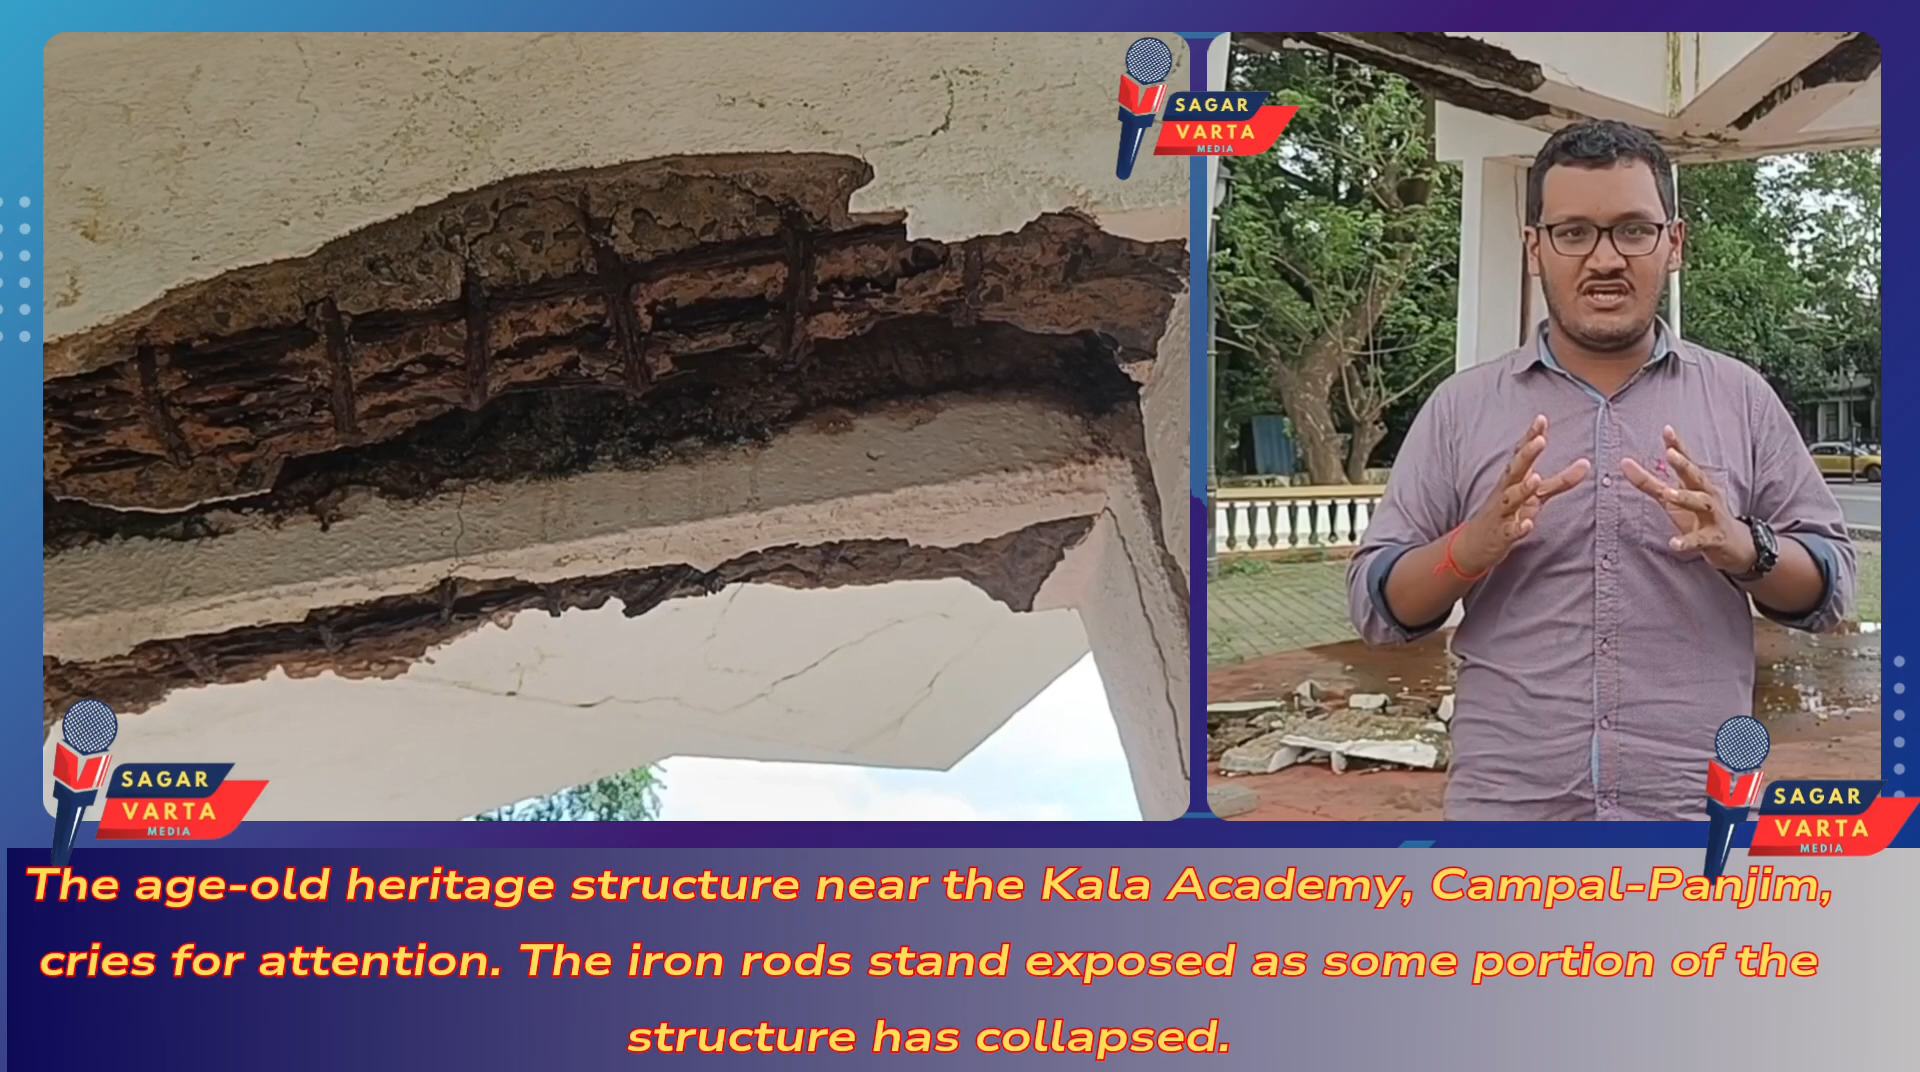 SAGAR
VARTA
MEDIA
SAGAR
VARTA
MEDIA
SAGAR
VARTA
MEDIA
The age-old heritage structure near the Kala Academy, Campal-Panjim,
cries for attention. The iron rods stand exposed as some portion of the
structure has collapsed.